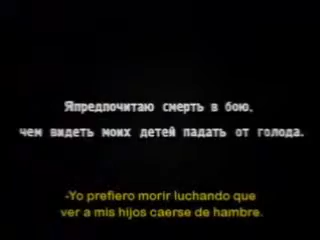 Япредпочитаю смерть в бою,
чем видеть моих детей падать от голода.
-Yo prefiero morir luchando que
ver a mis hijos caerse de hambre.